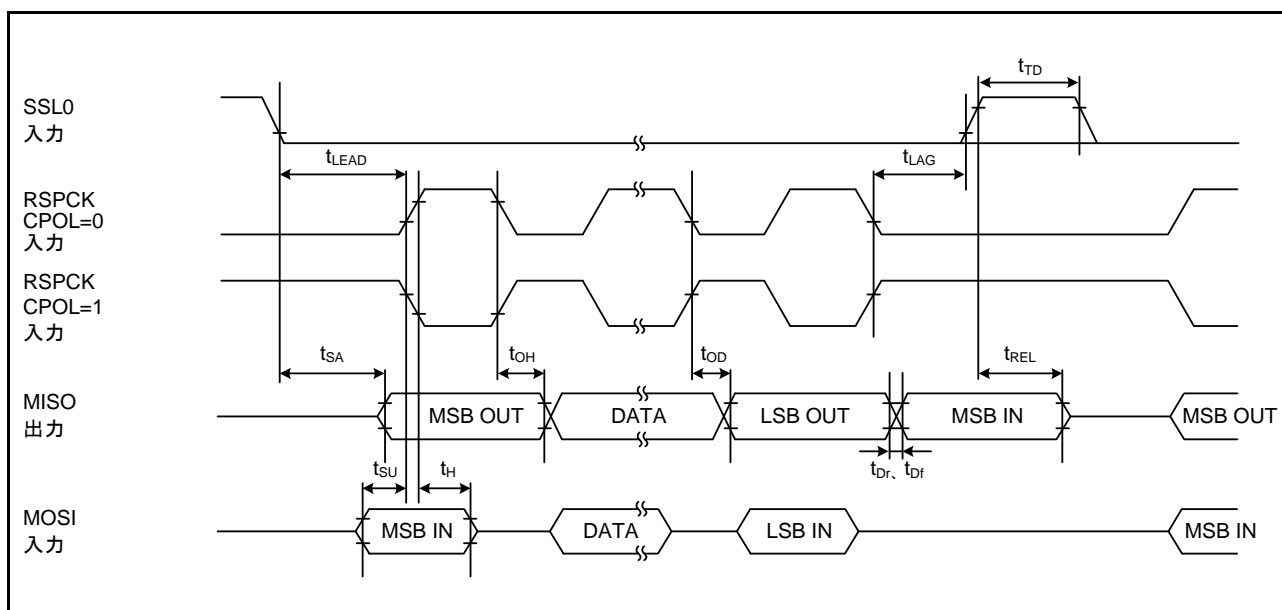 tTD
SSL0
入力
tLEAD
tLAG
RSPCK
CPOL=0
入力
RSPCK
CPOL=1
入力
tSA
tOH
tOD
tREL
MISO
出力
MSB OUT
DATA
LSB OUT
MSB IN
MSB OUT
tSU
tH
tDr、tDf
MOSI
入力
MSB IN
DATA
LSB IN
MSB IN